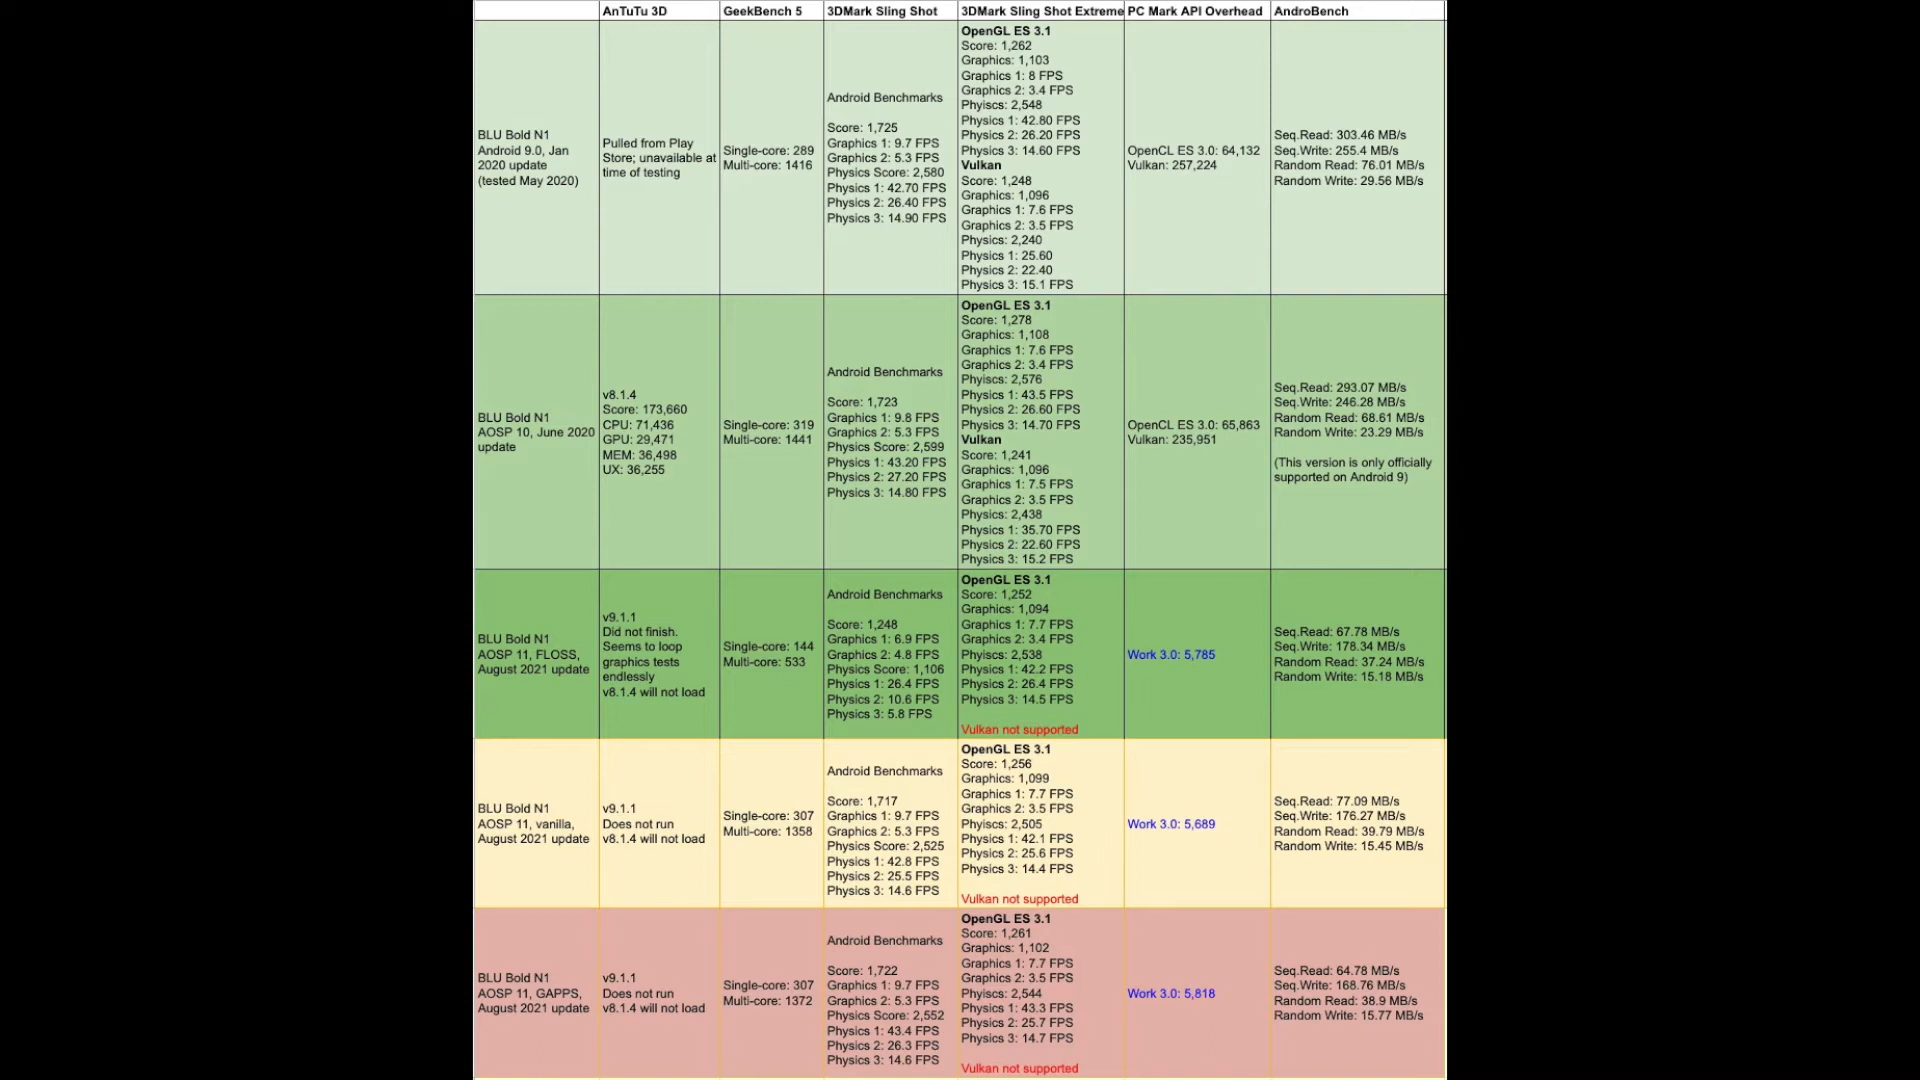 AnTuTu 3D
GeekBench 5
3DMark Sling Shot
3DMark Sling Shot Extreme
PC Mark API Overhead
AndroBench
BLU Bold N1
Android 9.0, Jan
2020 update
(tested May 2020)
Pulled from Play
Store; unavailable at
time of testing
Single-core: 289
Multi-core: 1416
Android Benchmarks
Score: 1,725
Graphics 1: 9.7 FPS
Graphics 2: 5.3 FPS
Physics Score: 2,580
Physics 1: 42.70 FPS
Physics 2: 26.40 FPS
Physics 3: 14.90 FPS
OpenGL ES 3.1
Score: 1,262
Graphics: 1,103
Graphics 1: 8 FPS
Graphics 2: 3.4 FPS
Phyiscs: 2,548
Physics 1: 42.80 FPS
Physics 2: 26.20 FPS
Physics 3: 14.60 FPS
Vulkan
Score: 1,248
Graphics: 1,096
Graphics 1: 7.6 FPS
Graphics 2: 3.5 FPS
Physics: 2,240
Physics 1: 25.60
Physics 2: 22.40
Physics 3: 15.1 FPS
OpenCL ES 3.0: 64,132
Vulkan: 257,224
Seq.Read: 303.46 MB/s
Seq.Write: 255.4 MB/s
Random Read: 76.01 MB/s
Random Write: 29.56 MB/s
BLU Bold N1
AOSP 10, June 2020
update
v8.1.4
Score: 173,660
CPU: 71,436
GPU: 29,471
MEM: 36,498
UX: 36,255
Single-core: 319
Multi-core: 1441
Android Benchmarks
Score: 1,723
Graphics 1: 9.8 FPS
Graphics 2: 5.3 FPS
Physics Score: 2,599
Physics 1: 43.20 FPS
Physics 2: 27.20 FPS
Physics 3: 14.80 FPS
OpenGL ES 3.1
Score: 1,278
Graphics: 1,108
Graphics 1: 7.6 FPS
Graphics 2: 3.4 FPS
Phyiscs: 2,576
Physics 1: 43.5 FPS
Physics 2: 26.60 FPS
Physics 3: 14.70 FPS
Vulkan
Score: 1,241
Graphics: 1,096
Graphics 1: 7.5 FPS
Graphics 2: 3.5 FPS
Physics: 2,438
Physics 1: 35.70 FPS
Physics 2: 22.60 FPS
Physics 3: 15.2 FPS
OpenCL ES 3.0: 65,863
Vulkan: 235,951
Seq.Read: 293.07 MB/s
Seq.Write: 246.28 MB/s
Random Read: 68.61 MB/s
Random Write: 23.29 MB/s
(This version is only officially
supported on Android 9)
BLU Bold N1
AOSP 11, FLOSS,
August 2021 update
v9.1.1
Did not finish.
Seems to loop
graphics tests
endlessly
v8.1.4 will not load
Single-core: 144
Multi-core: 533
Android Benchmarks
Score: 1,248
Graphics 1: 6.9 FPS
Graphics 2: 4.8 FPS
Physics Score: 1,106
Physics 1: 26.4 FPS
Physics 2: 10.6 FPS
Physics 3: 5.8 FPS
OpenGL ES 3.1
Score: 1,252
Graphics: 1,094
Graphics 1: 7.7 FPS
Graphics 2: 3.4 FPS
Phyiscs: 2,538
Physics 1: 42.2 FPS
Physics 2: 26.4 FPS
Physics 3: 14.5 FPS
Vulkan not supported
Work 3.0: 5,785
Seq.Read: 67.78 MB/s
Seq.Write: 178.34 MB/s
Random Read: 37.24 MB/s
Random Write: 15.18 MB/s
BLU Bold N1
AOSP 11, vanilla,
August 2021 update
v9.1.1
Does not run
v8.1.4 will not load
Single-core: 307
Multi-core: 1358
Android Benchmarks
Score: 1,717
Graphics 1: 9.7 FPS
Graphics 2: 5.3 FPS
Physics Score: 2,525
Physics 1: 42.8 FPS
Physics 2: 25.5 FPS
Physics 3: 14.6 FPS
OpenGL ES 3.1
Score: 1,256
Graphics: 1,099
Graphics 1: 7.7 FPS
Graphics 2: 3.5 FPS
Phyiscs: 2,505
Physics 1: 42.1 FPS
Physics 2: 25.6 FPS
Physics 3: 14.4 FPS
Vulkan not supported
Work 3.0: 5,689
Seq.Read: 77.09 MB/s
Seq.Write: 176.27 MB/s
Random Read: 39.79 MB/s
Random Write: 15.45 MB/s
BLU Bold N1
AOSP 11, GAPPS,
August 2021 update
v9.1.1
Does not run
v8.1.4 will not load
Single-core: 307
Multi-core: 1372
Android Benchmarks
Score: 1,722
Graphics 1: 9.7 FPS
Graphics 2: 5.3 FPS
Physics Score: 2,552
Physics 1: 43.4 FPS
Physics 2: 26.3 FPS
Physics 3: 14.6 FPS
OpenGL ES 3.1
Score: 1,261
Graphics: 1,102
Graphics 1: 7.7 FPS
Graphics 2: 3.5 FPS
Phyiscs: 2,544
Physics 1: 43.3 FPS
Physics 2: 25.7 FPS
Physics 3: 14.7 FPS
Vulkan not supported
Work 3.0: 5,818
Seq.Read: 64.78 MB/s
Seq.Write: 168.76 MB/s
Random Read: 38.9 MB/s
Random Write: 15.77 MB/s